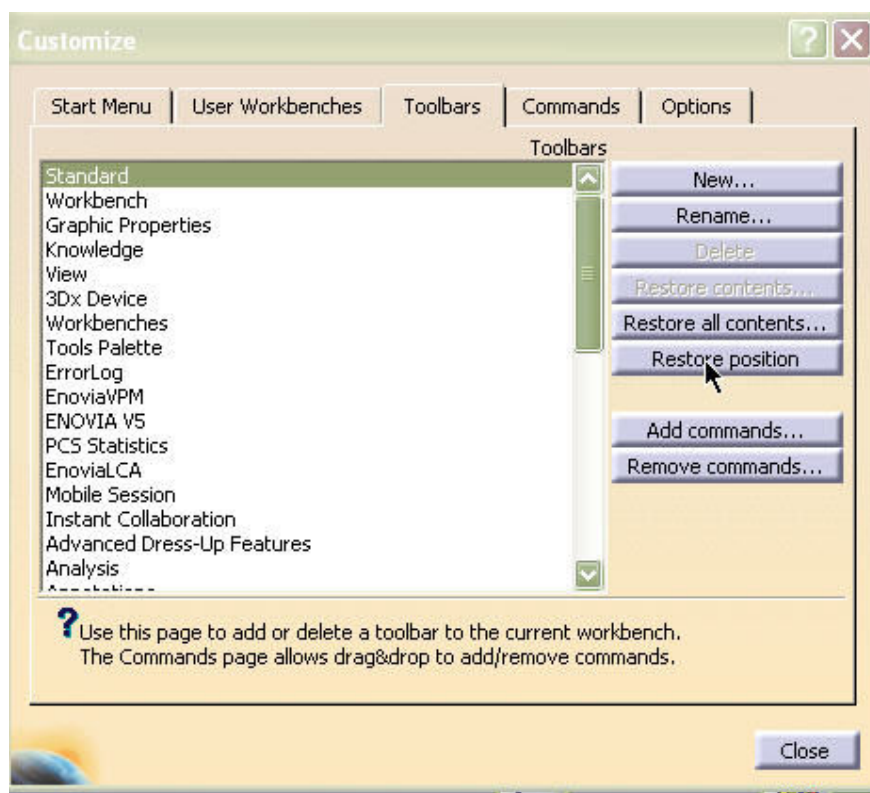 Customize
Start Menu
User Workbenches
Toolbars
Commands
Options
Toolbars
Standard
Workbench
Graphic Properties
Knowledge
View
3Dx Device
Workbenches
Tools Palette
ErrorLog
EnoviaVPM
ENOVIA V5
PCS Statistics
EnoviaLCA
Mobile Session
Instant Collaboration
Advanced Dress-Up Features
Analysis
New...
Rename...
Delete
Restore contents...
Restore all contents...
Restore position
Add commands...
Remove commands...
Use this page to add or delete a toolbar to the current workbench.
The Commands page allows drag&drop to add/remove commands.
Close